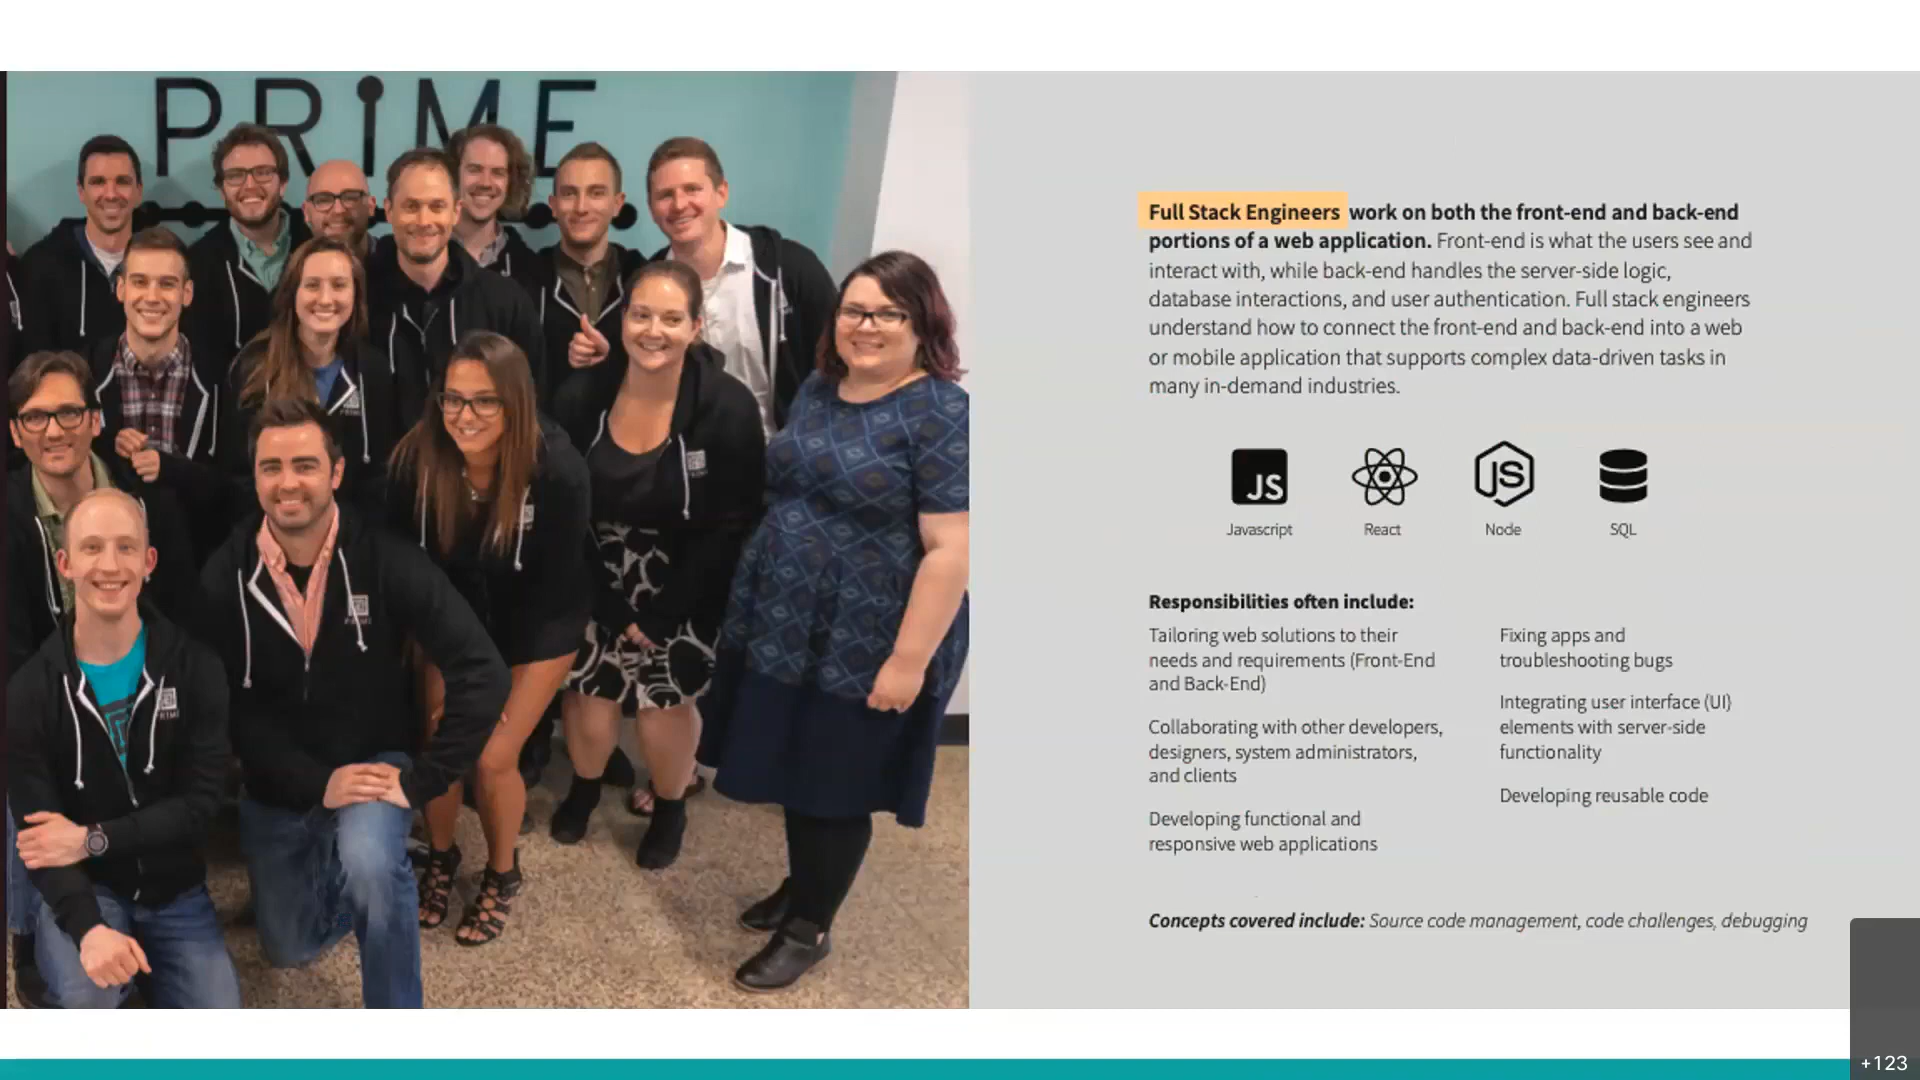 PRIME
Full Stack Engineers work on both the front-end and back-end
portions of a web application. Front-end is what the users see and
interact with, while back-end handles the server-side logic,
database interactions, and user authentication. Full stack engineers
understand how to connect the front-end and back-end into a web
or mobile application that supports complex data-driven tasks in
many in-demand industries.
JS
JS
Javascript
React
Node
SQL
Responsibilities often include:
Tailoring web solutions to their
needs and requirements (Front-End
and Back-End)
Collaborating with other developers,
designers, system administrators,
and clients
Developing functional and
responsive web applications
Fixing apps and
troubleshooting bugs
Integrating user interface (UI)
elements with server-side
functionality
Developing reusable code
Concepts covered include: Source code management, code challenges, debugging
+123
PRIME
PRIME
PRIME
PRIME